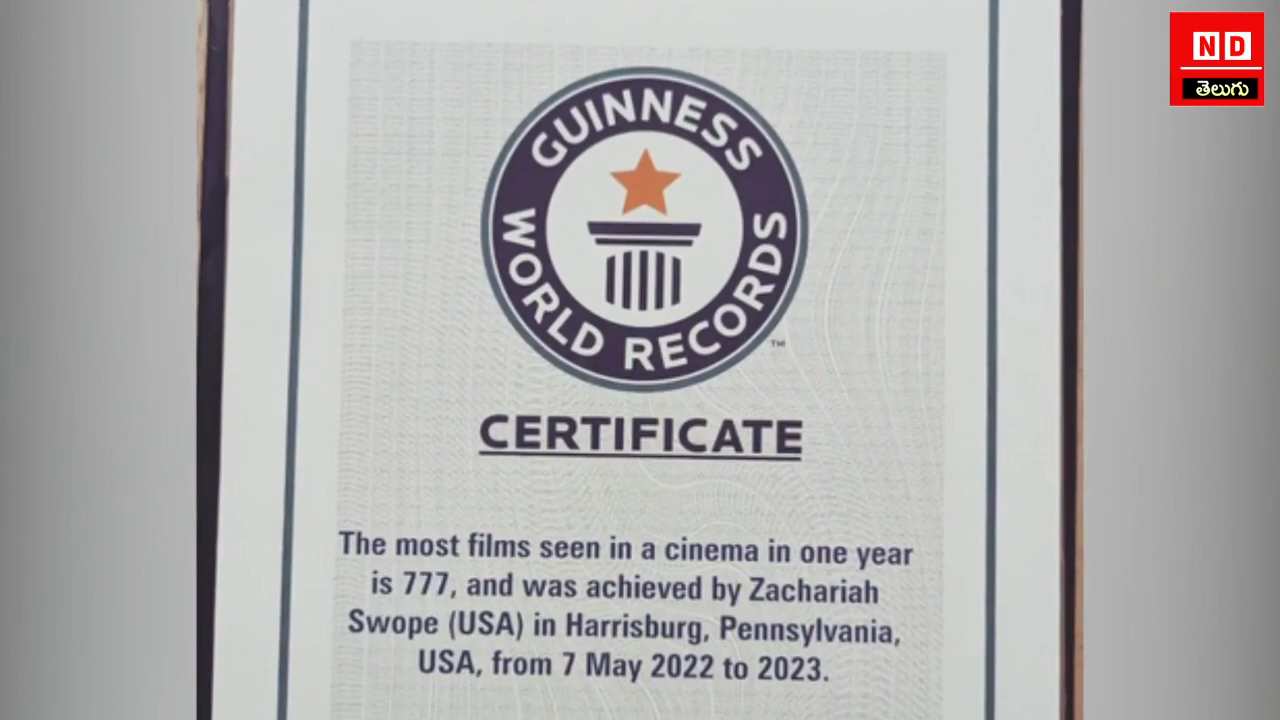 ND
తెలుగు
GUINNESS
WORLD RECORDS
™
CERTIFICATE
The most films seen in a cinema in one year
is 777, and was achieved by Zachariah
Swope (USA) in Harrisburg, Pennsylvania,
USA, from 7 May 2022 to 2023.